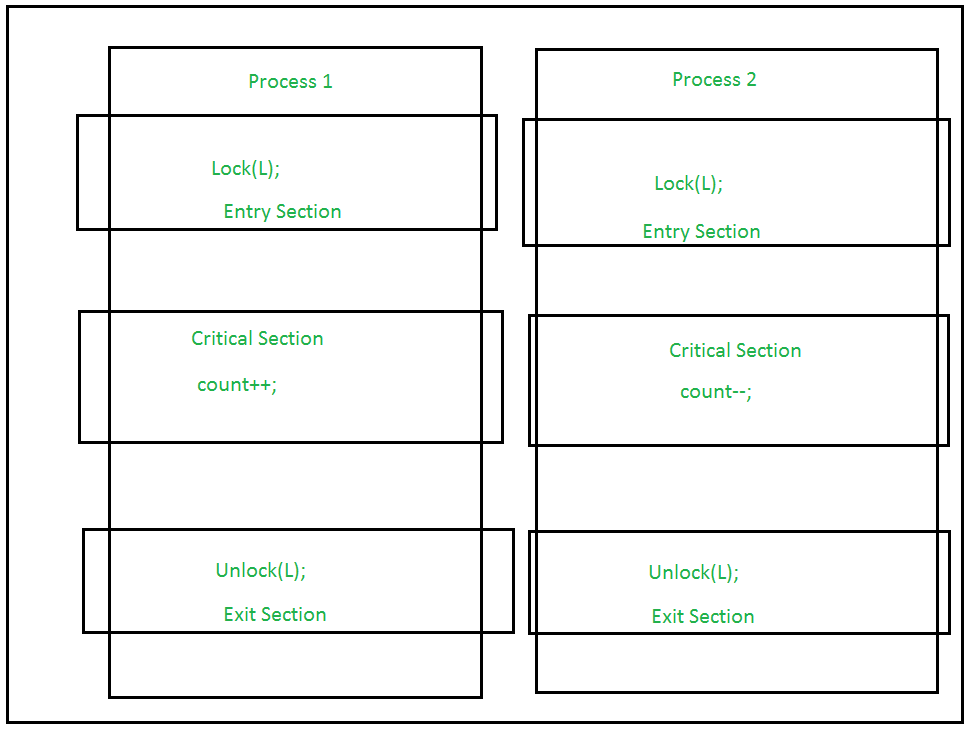 Process 1
Lock(L);
Entry Section
Critical Section
count++;
Unlock(L);
Exit Section
Process 2
Lock(L);
Entry Section
Critical Section
count--;
Unlock(L);
Exit Section